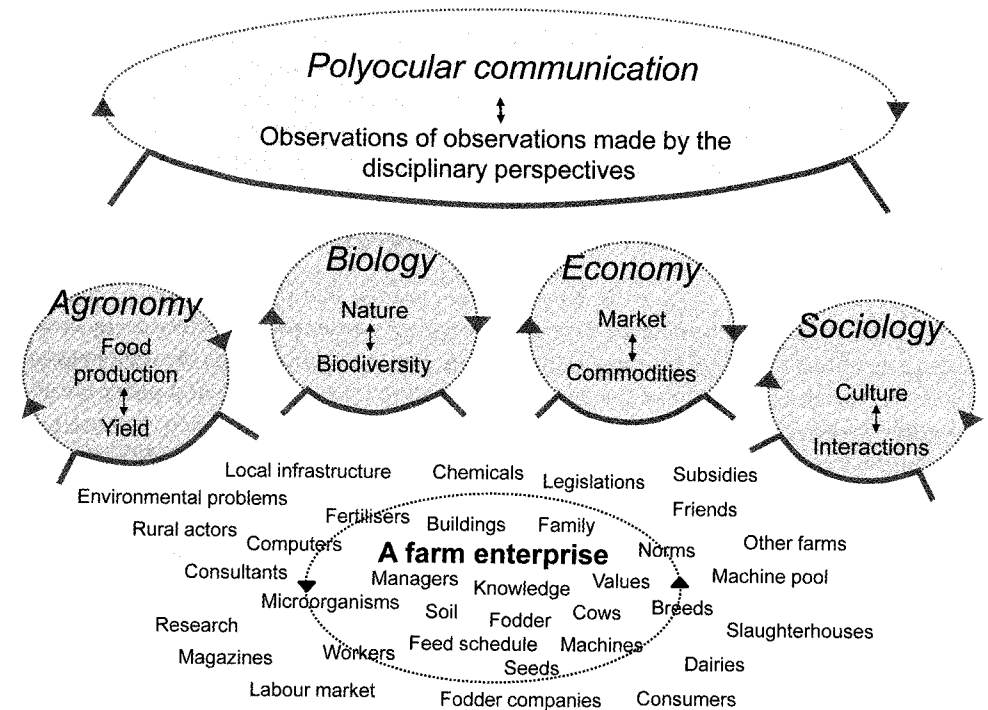 Polyocular communication
Observations of observations made by the
disciplinary perspectives
Agronomy
Food
production
Yield
Biology
Nature
Biodiversity
Economy
Market
Commodities
Sociology
Culture
Interactions
Local infrastructure
Chemicals
Legislations
Subsidies
Environmental problems
Friends
Rural actors
Fertilisers
Buildings
Family
Computers
A farm enterprise
Norms
Other farms
Consultants
Managers
Knowledge
Values
Machine pool
Microorganisms
Soil
Fodder
Cows
Breeds
Research
Slaughterhouses
Magazines
Workers
Feed schedule
Machines
Seeds
Dairies
Labour market
Fodder companies
Consumers